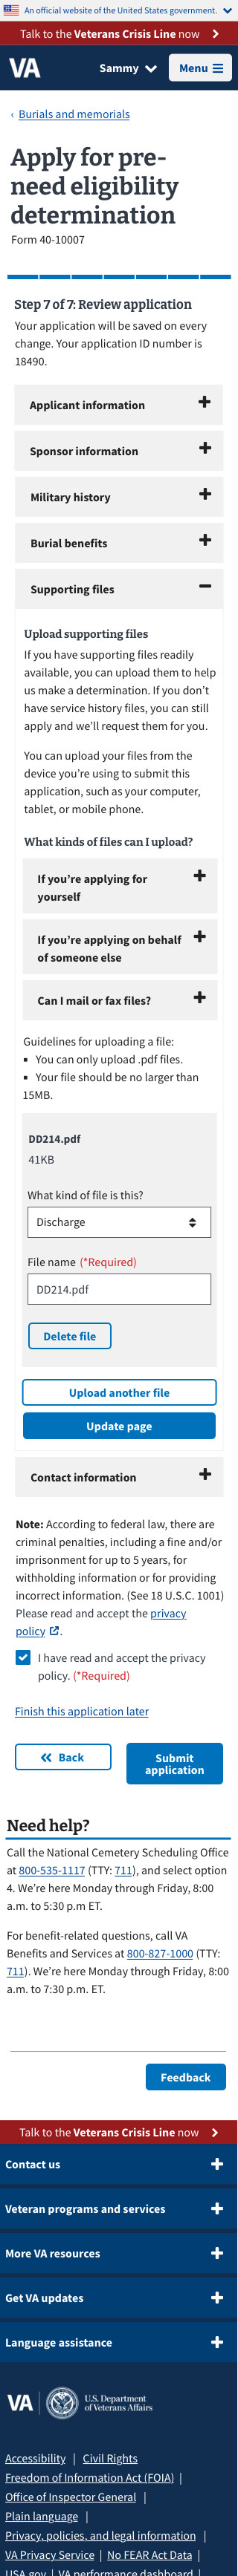 An official website of the United States government.
Talk to the Veterans Crisis Line now
VA
Sammy
Menu
‹ Burials and memorials
Apply for pre-
need eligibility
determination
Form 40-10007
Step 7 of 7: Review application
Your application will be saved on every
change. Your application ID number is
18490.
Applicant information
Sponsor information
Military history
Burial benefits
Supporting files
Upload supporting files
If you have supporting files readily
available, you can upload them to help
us make a determination. If you don’t
have service history files, you can still
apply and we’ll request them for you.
You can upload your files from the
device you’re using to submit this
application, such as your computer,
tablet, or mobile phone.
What kinds of files can I upload?
If you’re applying for
yourself
If you’re applying on behalf
of someone else
Can I mail or fax files?
Guidelines for uploading a file:
▪ You can only upload .pdf files.
▪ Your file should be no larger than
15MB.
DD214.pdf
41KB
What kind of file is this?
Discharge
File name (*Required)
DD214.pdf
Delete file
Upload another file
Update page
Contact information
Note: According to federal law, there are
criminal penalties, including a fine and/or
imprisonment for up to 5 years, for
withholding information or for providing
incorrect information. (See 18 U.S.C. 1001)
Please read and accept the privacy
policy .
I have read and accept the privacy
policy. (*Required)
Finish this application later
Back
Submit
application
Need help?
Call the National Cemetery Scheduling Office
at 800-535-1117 (TTY: 711), and select option
4. We’re here Monday through Friday, 8:00
a.m. to 5:30 p.m ET.
For benefit-related questions, call VA
Benefits and Services at 800-827-1000 (TTY:
711). We’re here Monday through Friday, 8:00
a.m. to 7:30 p.m. ET.
Feedback
Talk to the Veterans Crisis Line now
Contact us
Veteran programs and services
More VA resources
Get VA updates
Language assistance
VA U.S. Department
of Veterans Affairs
Accessibility | Civil Rights
Freedom of Information Act (FOIA) |
Office of Inspector General |
Plain language |
Privacy, policies, and legal information |
VA Privacy Service | No FEAR Act Data |
USA.gov | VA performance dashboard |